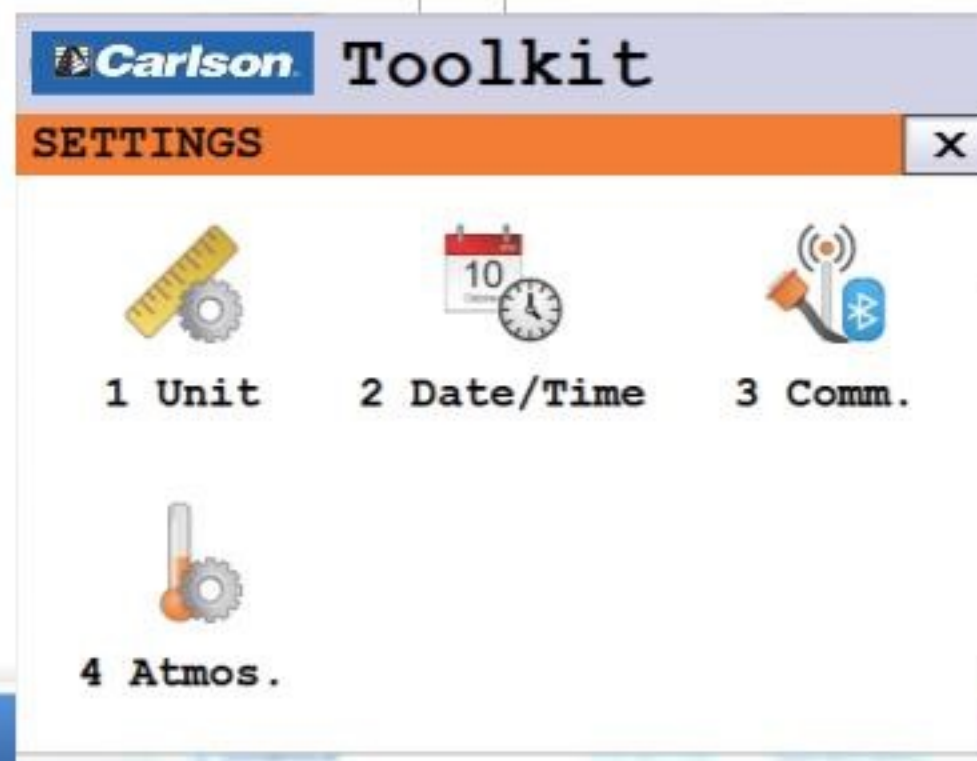 Carlson Toolkit
SETTINGS X
10
1 Unit 2 Date/Time 3 Comm.
4 Atmos.